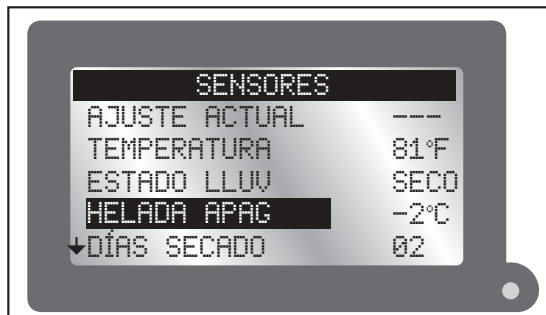 SENSORES
AJUSTE ACTUAL ---
TEMPERATURA 81°F
ESTADO LLUV SECO
HELADA APAG -2°C
DÍAS SECADO 02